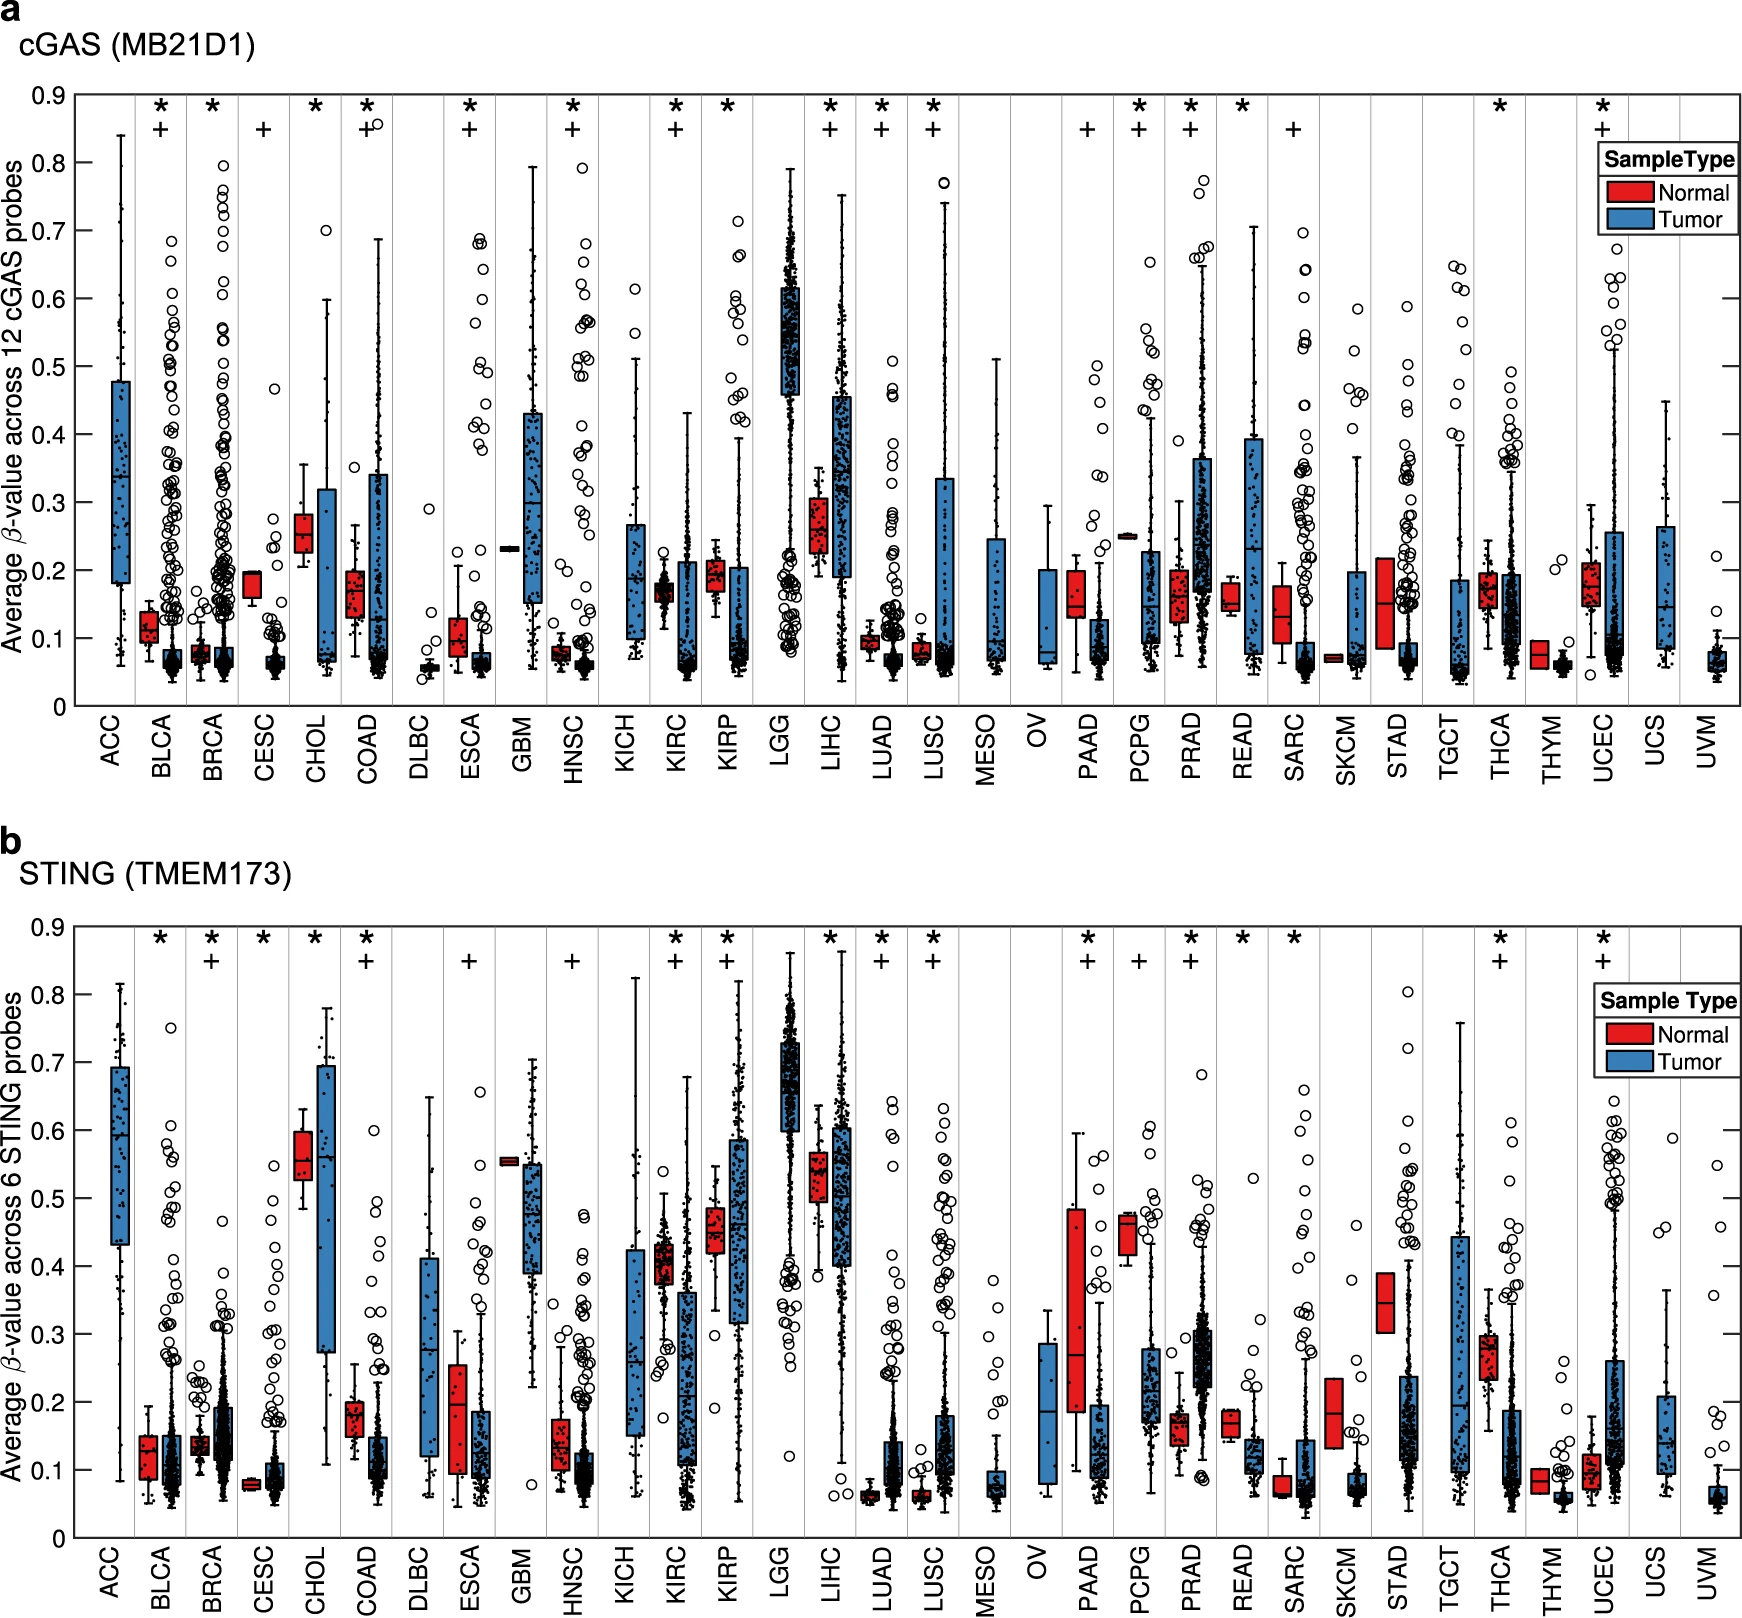 a
cGAS (MB21D1)
Average β-value across 12 cGAS probes
0.9
0.8
0.7
0.6
0.5
0.4
0.3
0.2
0.1
0
* * * * * * * * * * * * * * * *
+ + + + + + + + + + + + + +
SampleType
Normal
Tumor
ACC BLCA BRCA CESC CHOL COAD DLBC ESCA GBM HNSC KICH KIRC KIRP LGG LIHC LUAD LUSC MESO OV PAAD PCPG PRAD READ SARC SKCM STAD TGCT THCA THYM UCEC UCS UVM
b
STING (TMEM173)
Average β-value across 6 STING probes
0.9
0.8
0.7
0.6
0.5
0.4
0.3
0.2
0.1
0
* * * * * * * * * * * * * * * *
+ + + + + + + + + + + + + +
Sample Type
Normal
Tumor
ACC BLCA BRCA CESC CHOL COAD DLBC ESCA GBM HNSC KICH KIRC KIRP LGG LIHC LUAD LUSC MESO OV PAAD PCPG PRAD READ SARC SKCM STAD TGCT THCA THYM UCEC UCS UVM